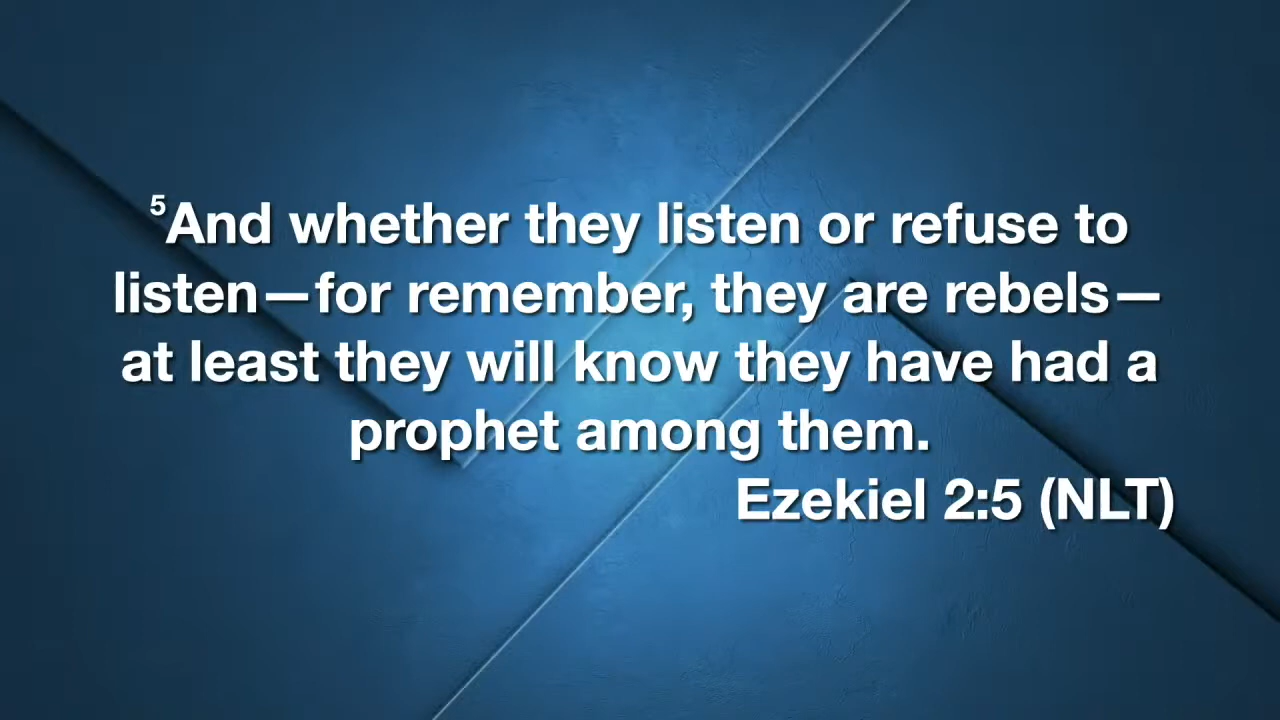 ⁵And whether they listen or refuse to
listen—for remember, they are rebels—
at least they will know they have had a
prophet among them.
Ezekiel 2:5 (NLT)